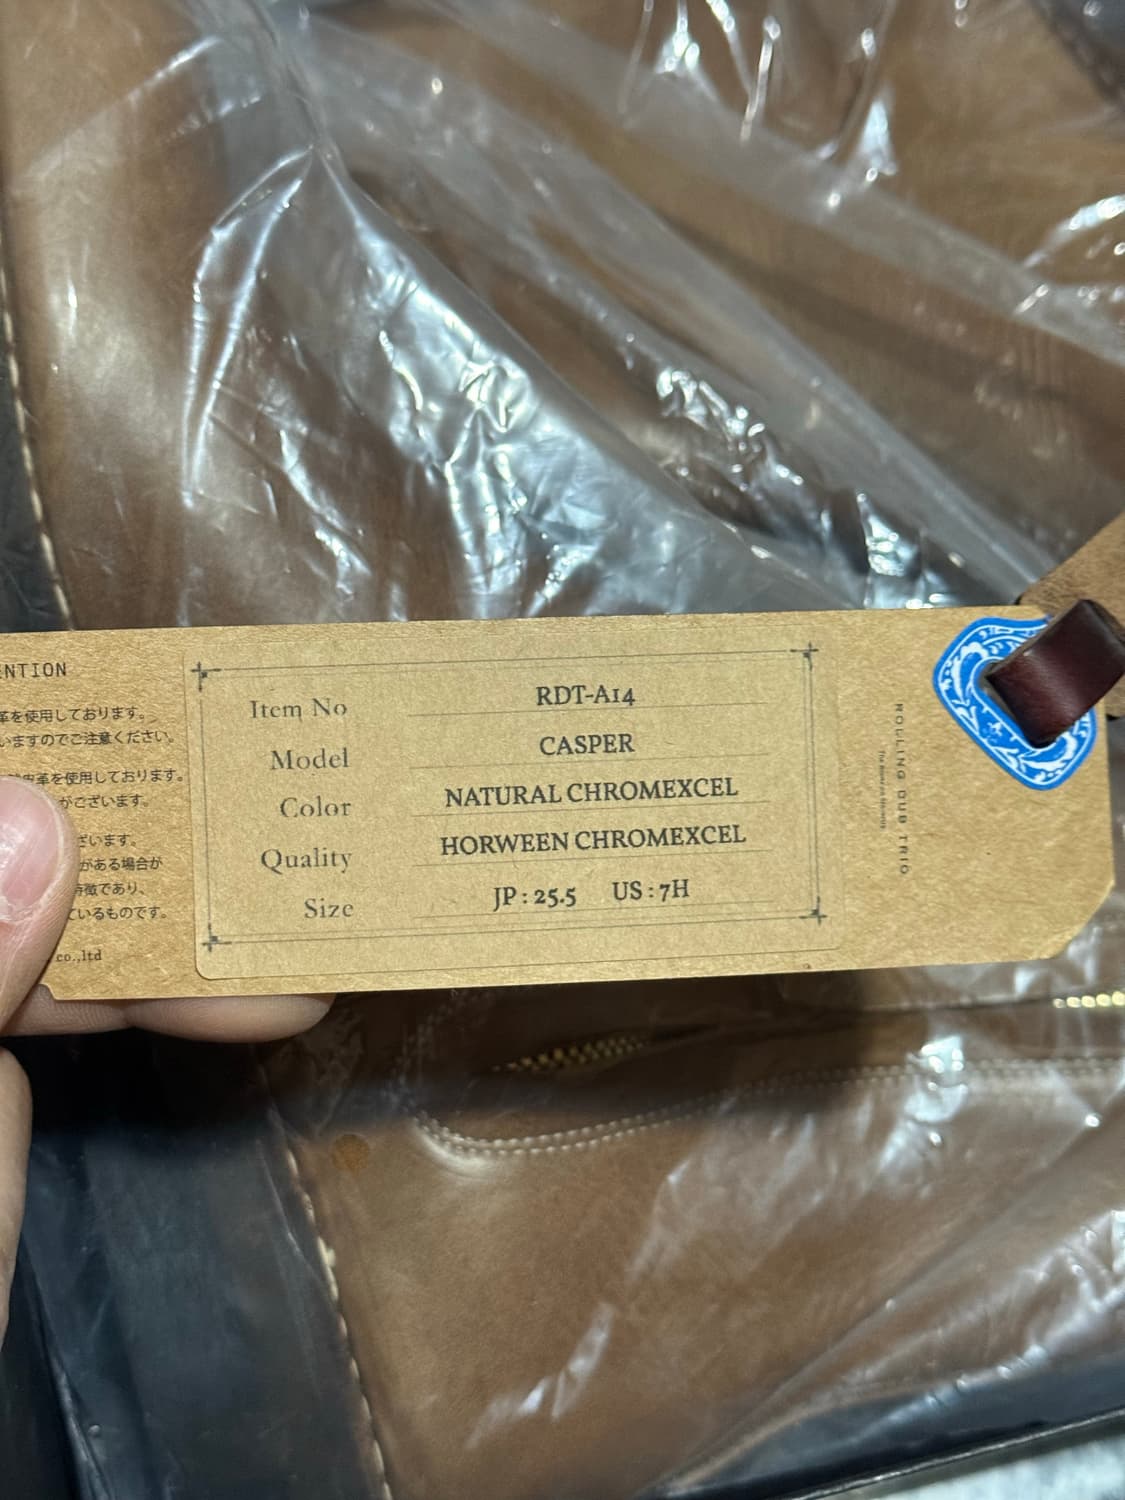 ENTION
革を使用しております。
いますのでご注意ください。
革を使用しております。
がございます。
ざいます。
がある場合が
特徴であり、
ているものです。
co.,ltd
Item No RDT-A14
Model CASPER
Color NATURAL CHROMEXCEL
Quality HORWEEN CHROMEXCEL
Size JP : 25.5 US : 7H
ROLLING DUB TRIO